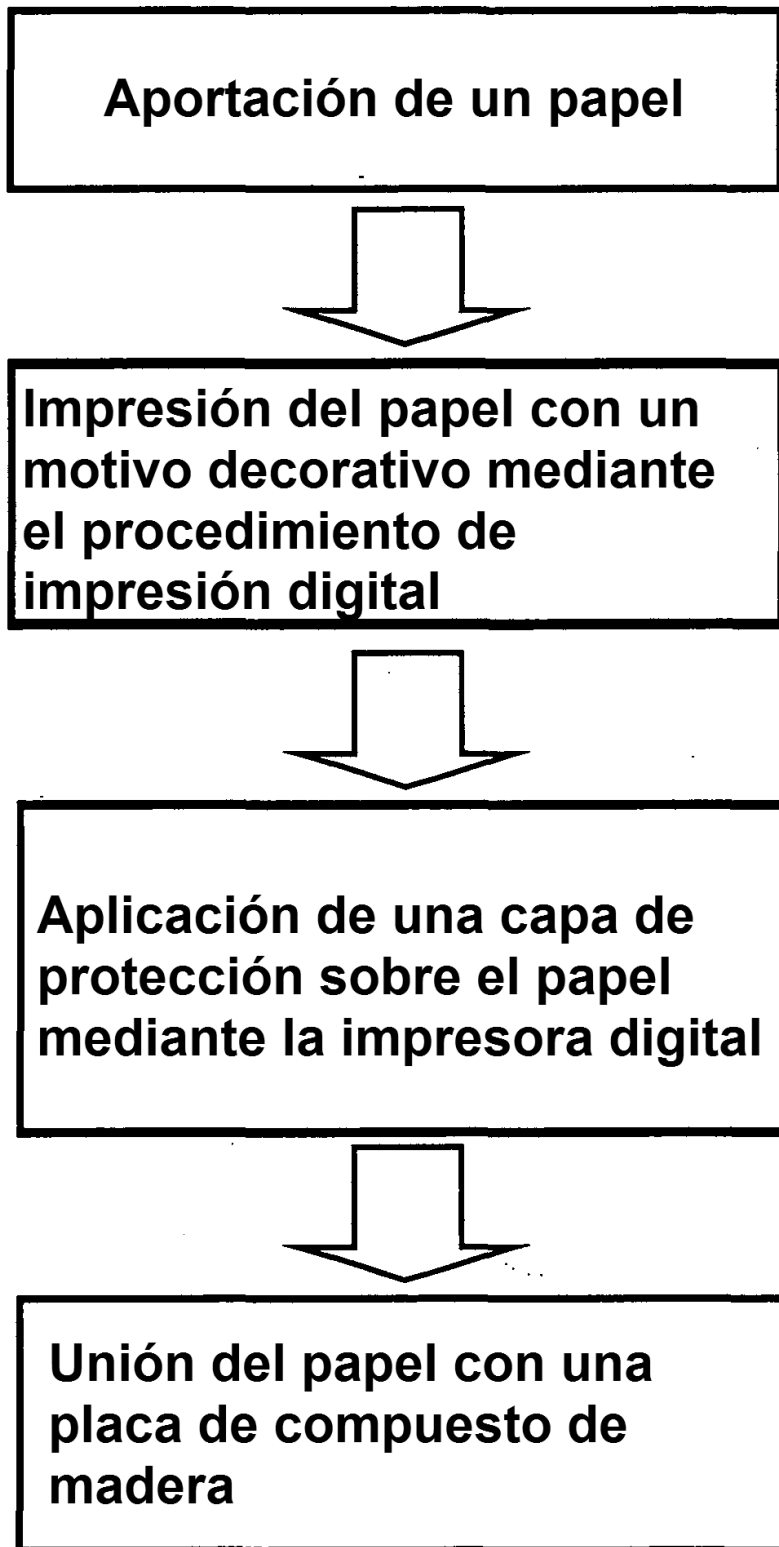 Aportación de un papel
Impresión del papel con un
motivo decorativo mediante
el procedimiento de
impresión digital
Aplicación de una capa de
protección sobre el papel
mediante la impresora digital
Unión del papel con una
placa de compuesto de
madera